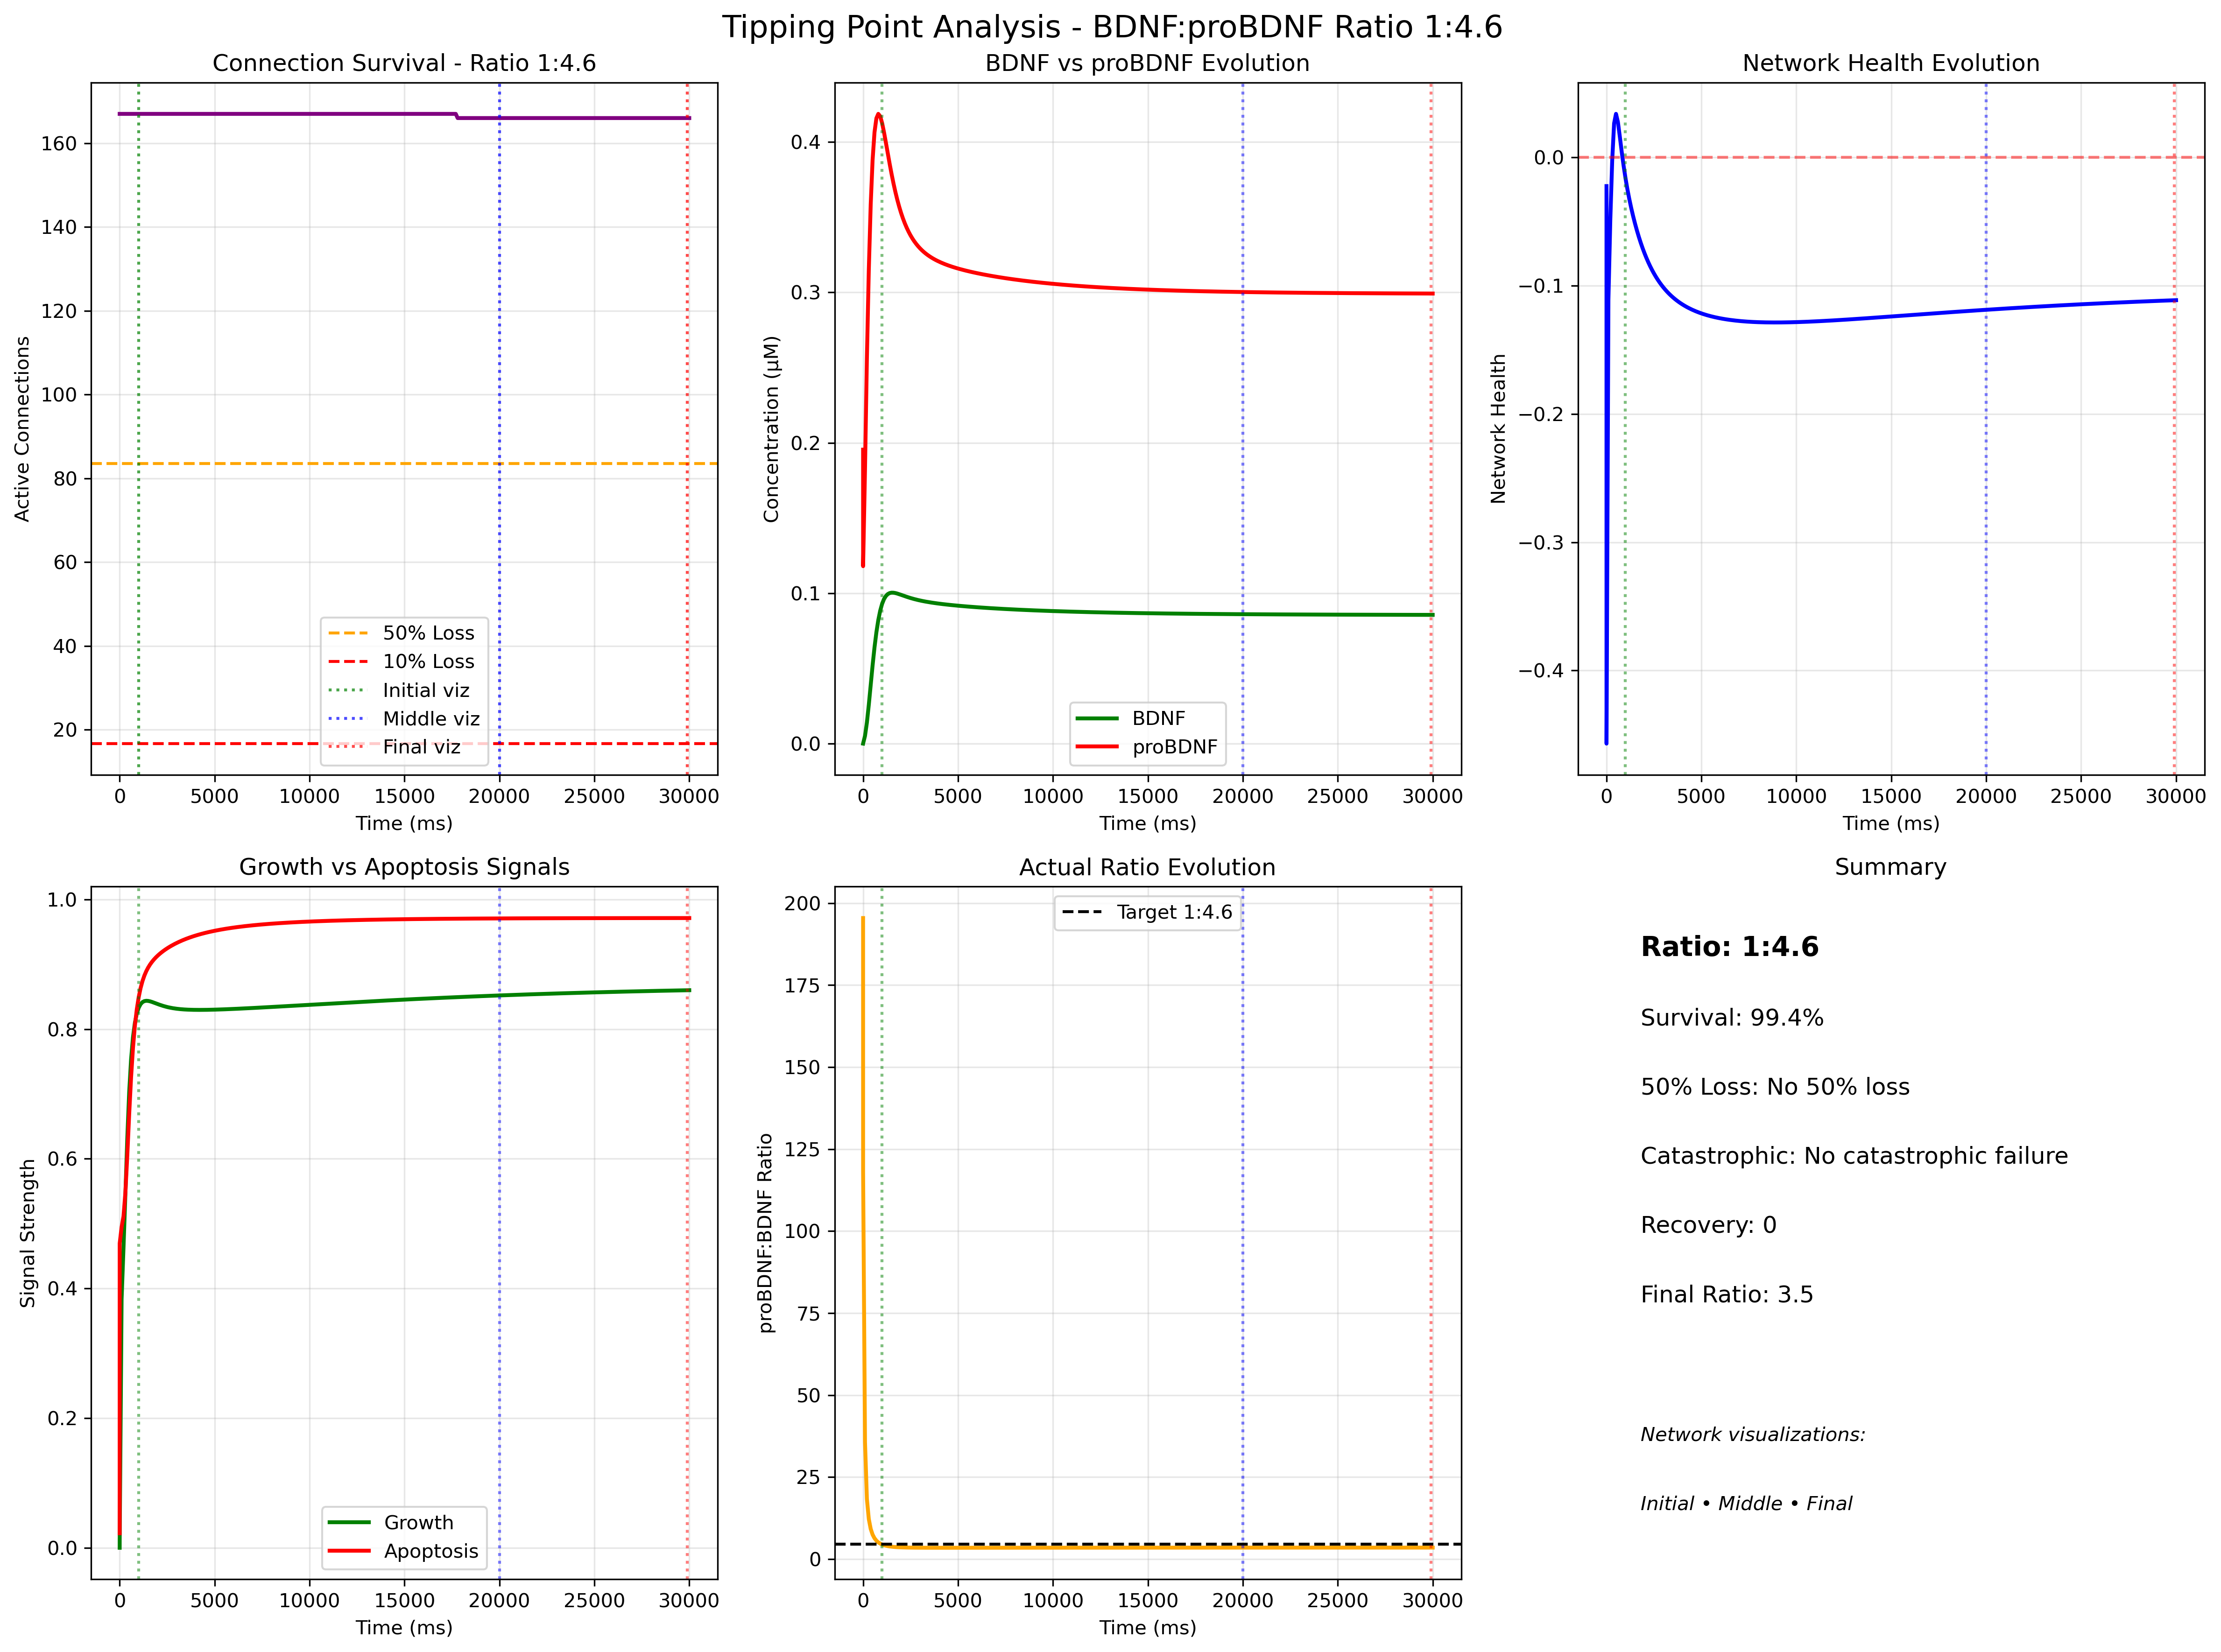 Tipping Point Analysis - BDNF:proBDNF Ratio 1:4.6
Connection Survival - Ratio 1:4.6
Active Connections
160
140
120
100
80
60
40
20
50% Loss
10% Loss
Initial viz
Middle viz
Final viz
0 5000 10000 15000 20000 25000 30000
Time (ms)
BDNF vs proBDNF Evolution
Concentration (μM)
0.4
0.3
0.2
0.1
0.0
BDNF
proBDNF
0 5000 10000 15000 20000 25000 30000
Time (ms)
Network Health Evolution
Network Health
0.0
−0.1
−0.2
−0.3
−0.4
0 5000 10000 15000 20000 25000 30000
Time (ms)
Growth vs Apoptosis Signals
Signal Strength
1.0
0.8
0.6
0.4
0.2
0.0
Growth
Apoptosis
0 5000 10000 15000 20000 25000 30000
Time (ms)
Actual Ratio Evolution
proBDNF:BDNF Ratio
200
175
150
125
100
75
50
25
0
Target 1:4.6
0 5000 10000 15000 20000 25000 30000
Time (ms)
Summary
Ratio: 1:4.6
Survival: 99.4%
50% Loss: No 50% loss
Catastrophic: No catastrophic failure
Recovery: 0
Final Ratio: 3.5
Network visualizations:
Initial • Middle • Final